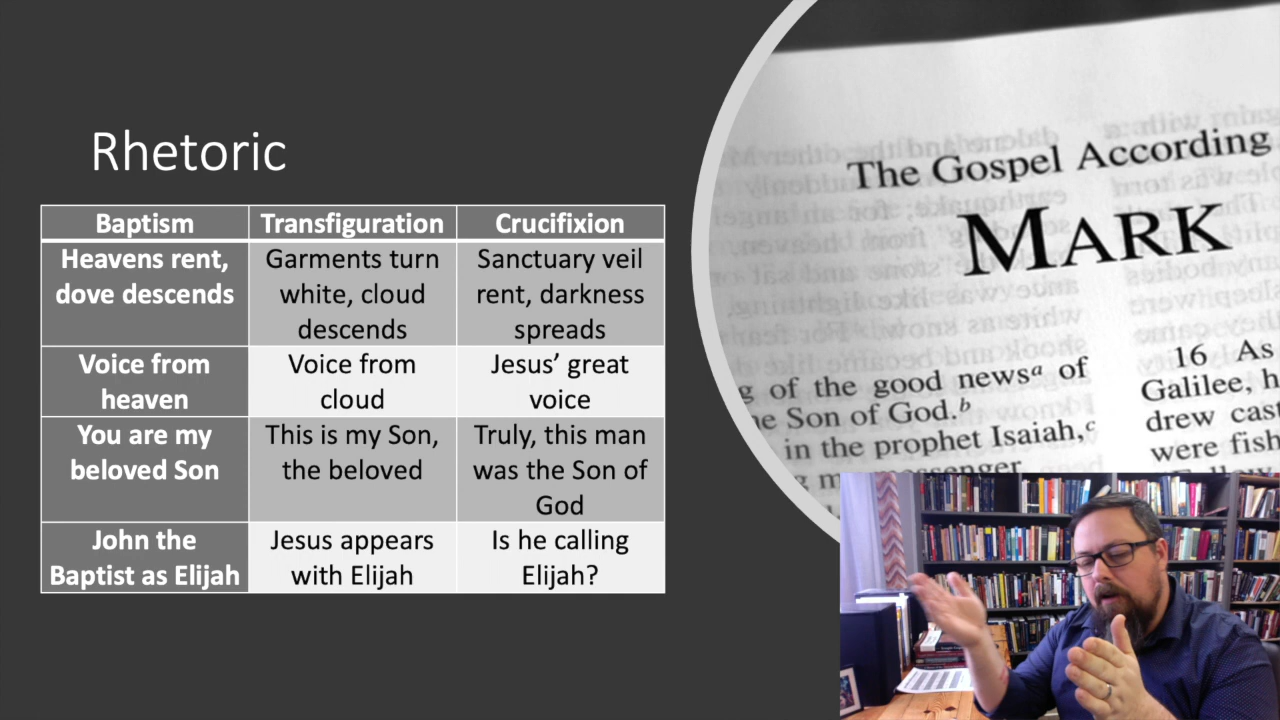 Rhetoric
Baptism
Transfiguration
Crucifixion
Heavens rent,
dove descends
Garments turn
white, cloud
descends
Sanctuary veil
rent, darkness
spreads
Voice from
heaven
Voice from
cloud
Jesus’ great
voice
You are my
beloved Son
This is my Son,
the beloved
Truly, this man
was the Son of
God
John the
Baptist as Elijah
Jesus appears
with Elijah
Is he calling
Elijah?
The Gospel According
MARK
g of the good newsᵃ of
Son of God.ᵇ
in the prophet Isaiah,ᶜ
16 As
Galilee, h
drew cast
were fish